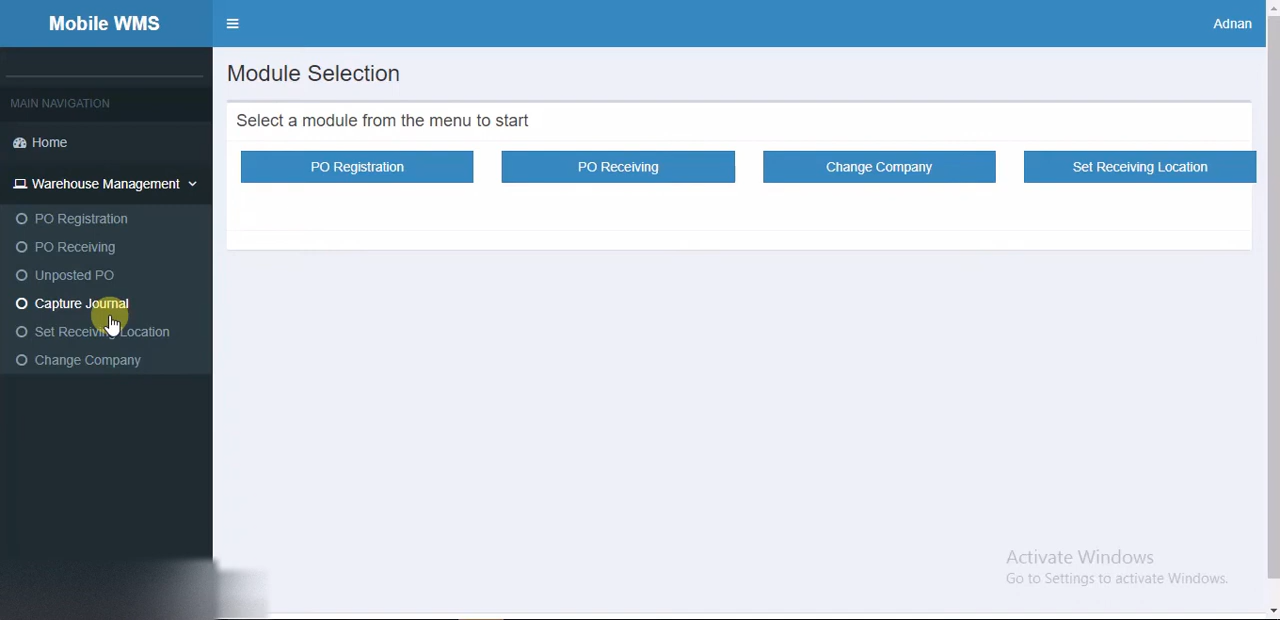 Mobile WMS
Adnan
MAIN NAVIGATION
Home
Warehouse Management
PO Registration
PO Receiving
Unposted PO
Capture Journal
Set Receiving Location
Change Company
Module Selection
Select a module from the menu to start
PO Registration PO Receiving Change Company Set Receiving Location
Activate Windows
Go to Settings to activate Windows.